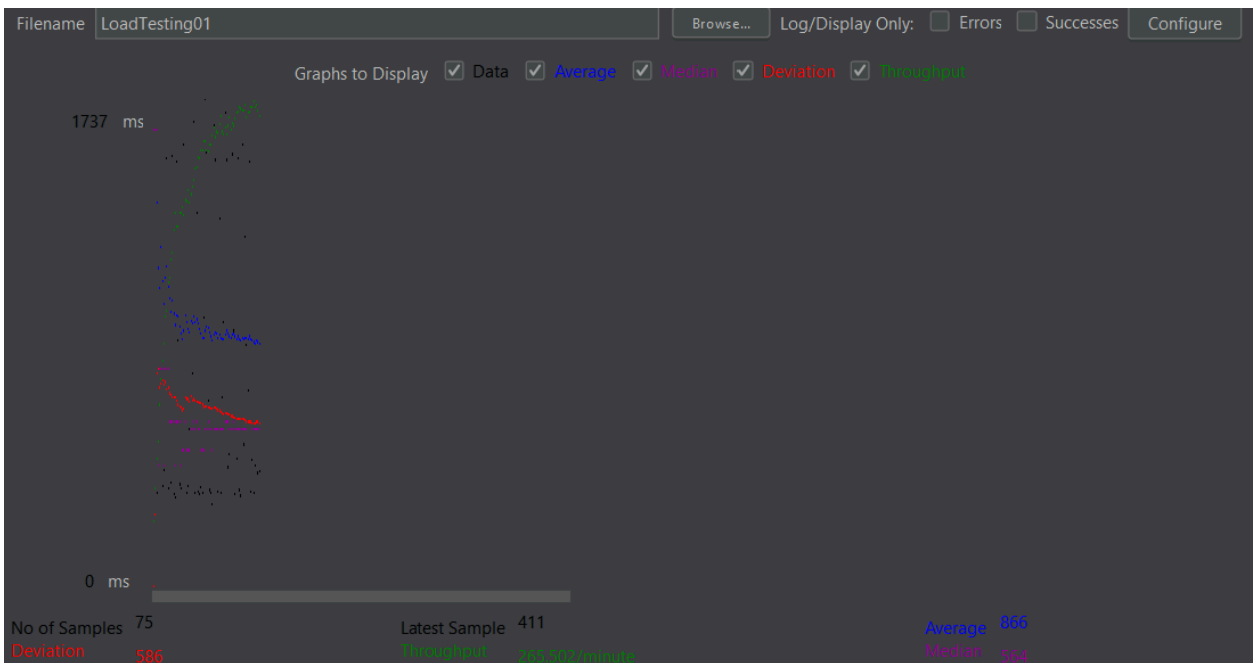 Filename LoadTesting01 Browse... Log/Display Only: Errors Successes Configure
Graphs to Display Data Average Median Deviation Throughput
1737 ms
0 ms
No of Samples 75 Latest Sample 411 Average 866
Deviation 586 Throughput 265.502/minute Median 564